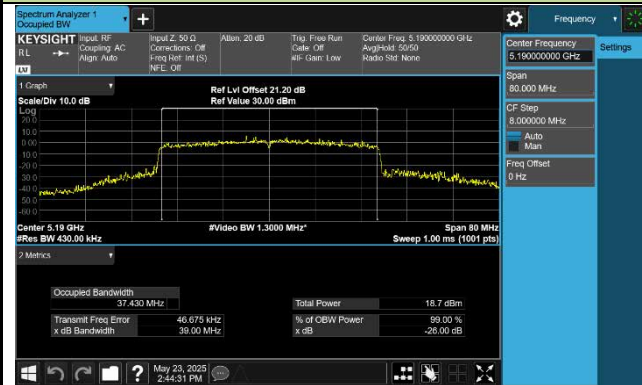 Spectrum Analyzer 1
Occupied BW
Frequency
KEYSIGHT
RL
LXI
Input: RF
Coupling: AC
Align: Auto
Input Z: 50 Ω
Corrections: Off
Freq Ref: Int (S)
NFE: Off
Atten: 20 dB
Trig: Free Run
Gate: Off
#IF Gain: Low
Center Freq: 5.190000000 GHz
Avg|Hold: 50/50
Radio Std: None
Center Frequency
5.190000000 GHz
Settings
Span
80.000 MHz
CF Step
8.000000 MHz
Auto
Man
Freq Offset
0 Hz
1 Graph
Scale/Div 10.0 dB
Ref Lvl Offset 21.20 dB
Ref Value 30.00 dBm
Log
20.0
10.0
0.00
-10.0
-20.0
-30.0
-40.0
-50.0
-60.0
Center 5.19 GHz
#Res BW 430.00 kHz
#Video BW 1.3000 MHz*
Span 80 MHz
Sweep 1.00 ms (1001 pts)
2 Metrics
Occupied Bandwidth
37.430 MHz
Transmit Freq Error 46.675 kHz
x dB Bandwidth 39.00 MHz
Total Power 18.7 dBm
% of OBW Power 99.00 %
x dB -26.00 dB
?
May 23, 2025
2:44:31 PM